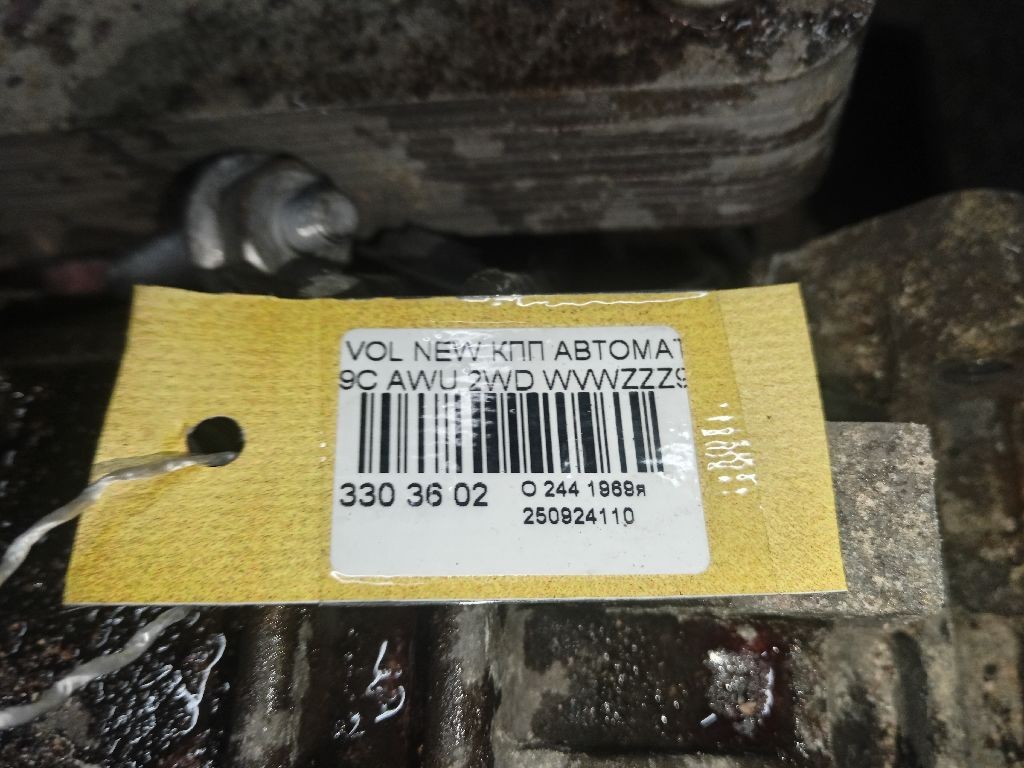 VOL NEW КПП АВТОМАТ
9C AWU 2WD WVWZZZ9
330 36 02
О 244 1969я
250924110